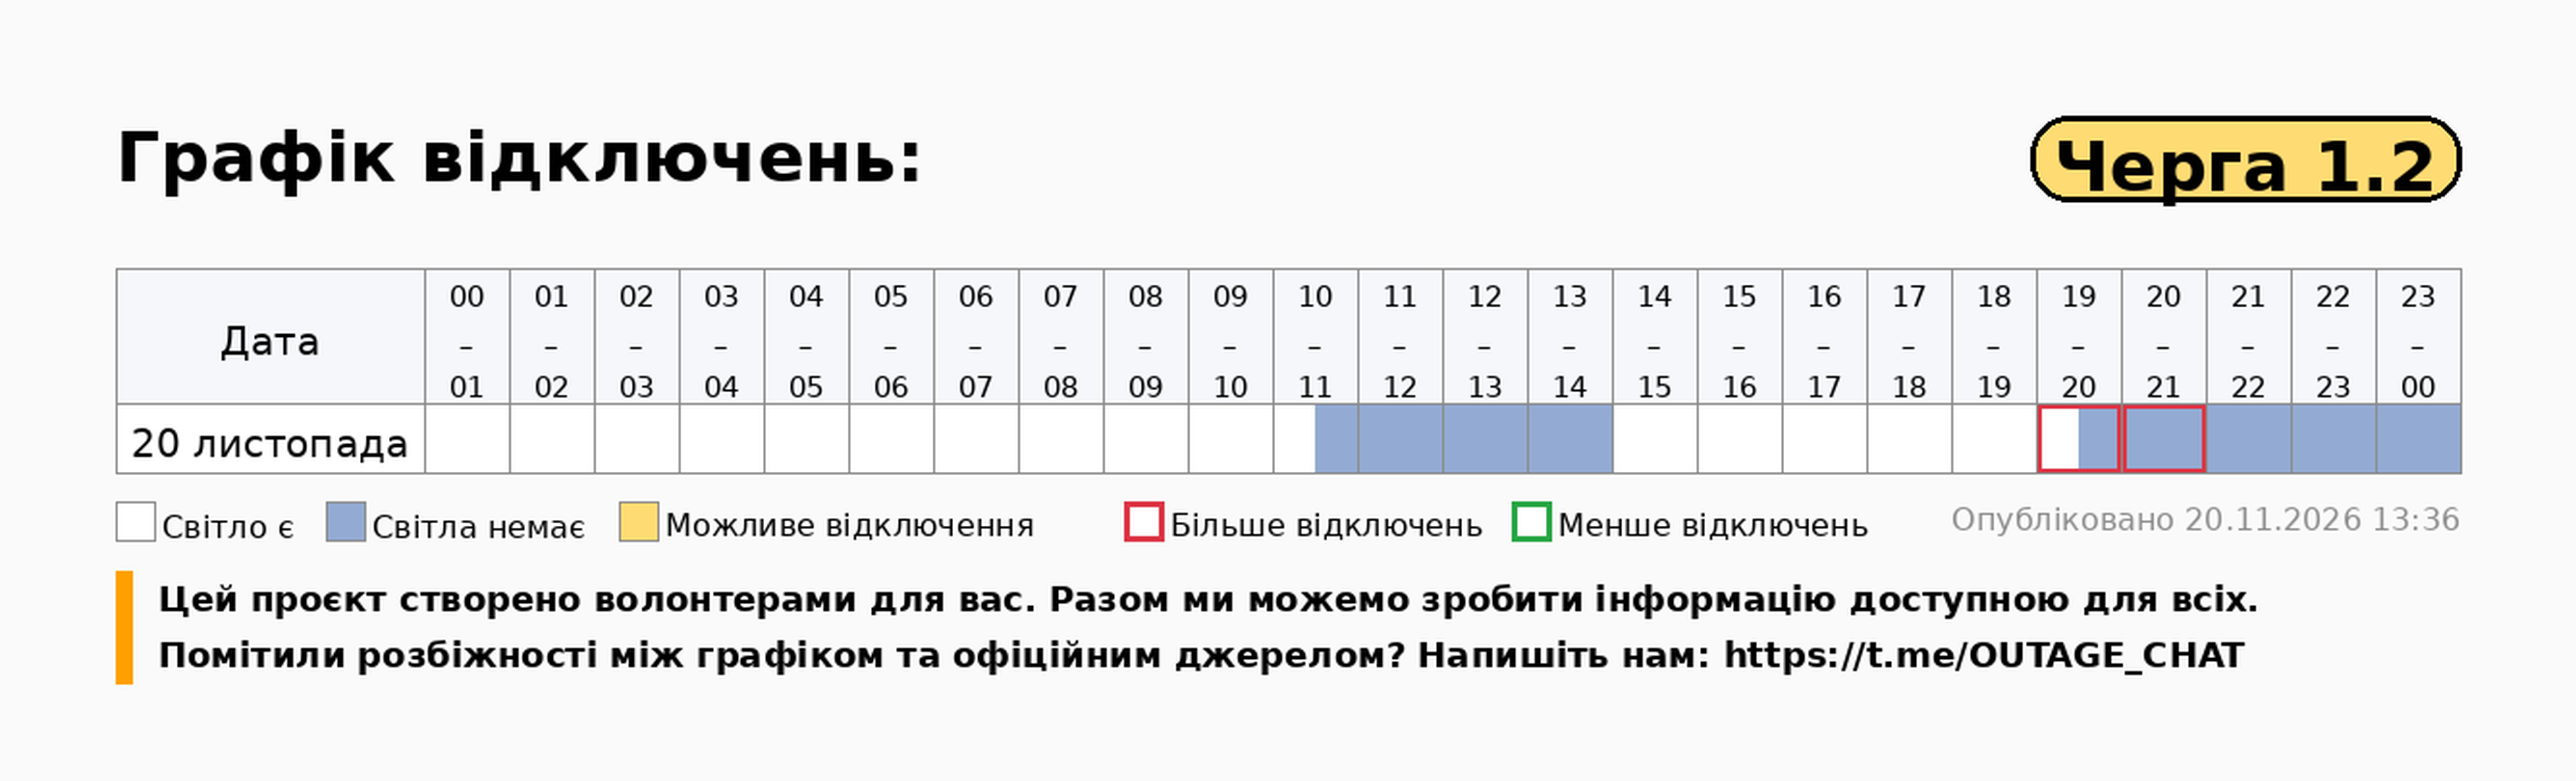 Графік відключень:
Черга 1.2
Дата
00 – 01
01 – 02
02 – 03
03 – 04
04 – 05
05 – 06
06 – 07
07 – 08
08 – 09
09 – 10
10 – 11
11 – 12
12 – 13
13 – 14
14 – 15
15 – 16
16 – 17
17 – 18
18 – 19
19 – 20
20 – 21
21 – 22
22 – 23
23 – 00
20 листопада
Світло є
Світла немає
Можливе відключення
Більше відключень
Менше відключень
Опубліковано 20.11.2026 13:36
Цей проєкт створено волонтерами для вас. Разом ми можемо зробити інформацію доступною для всіх.
Помітили розбіжності між графіком та офіційним джерелом? Напишіть нам: https://t.me/OUTAGE_CHAT